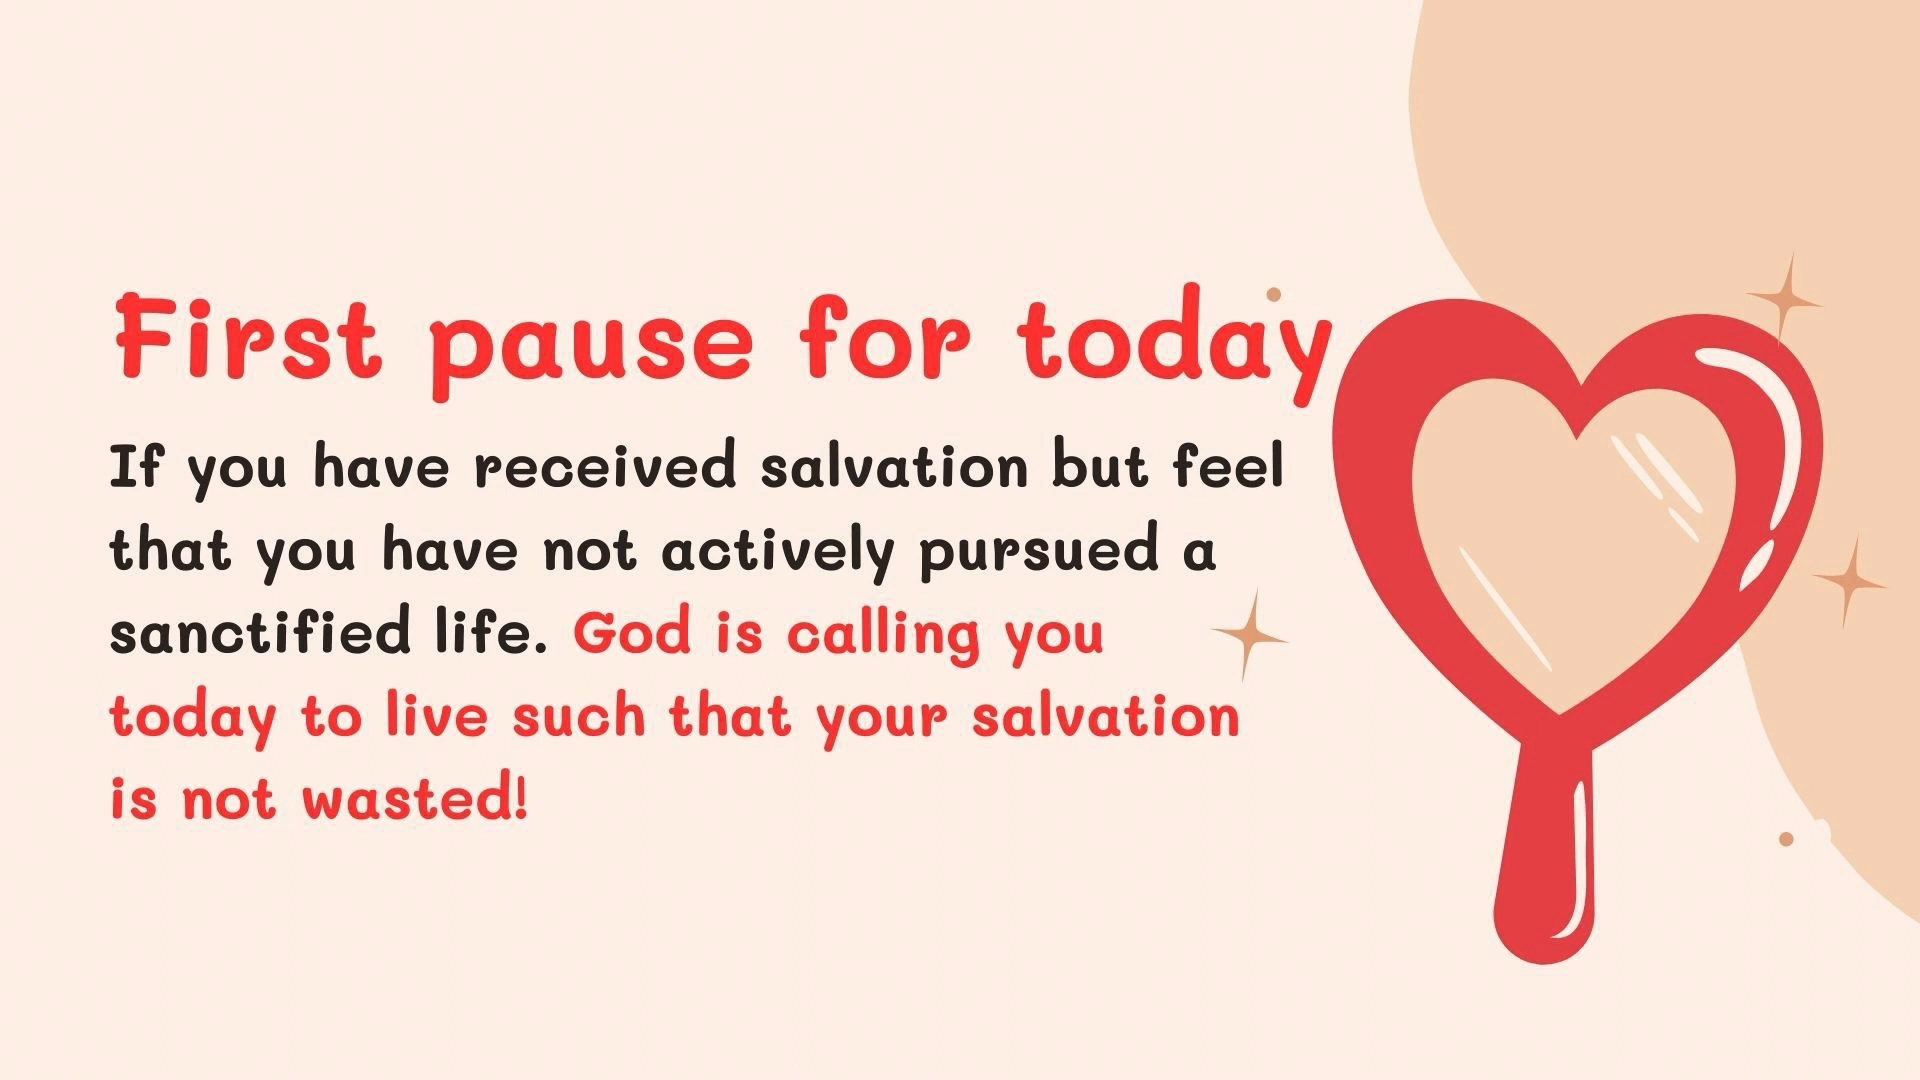 First pause for today
If you have received salvation but feel
that you have not actively pursued a
sanctified life. God is calling you
today to live such that your salvation
is not wasted!